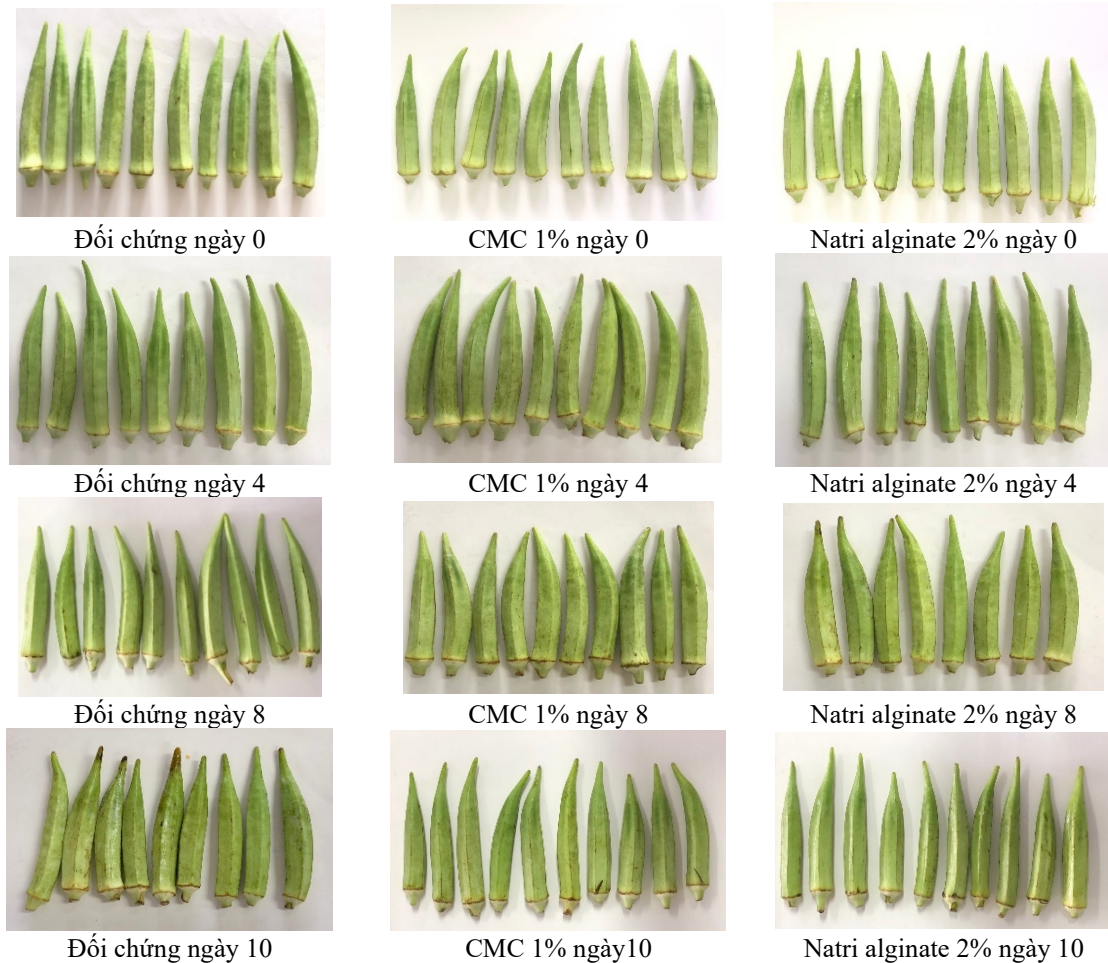 Đối chứng ngày 0
CMC 1% ngày 0
Natri alginate 2% ngày 0
Đối chứng ngày 4
CMC 1% ngày 4
Natri alginate 2% ngày 4
Đối chứng ngày 8
CMC 1% ngày 8
Natri alginate 2% ngày 8
Đối chứng ngày 10
CMC 1% ngày10
Natri alginate 2% ngày 10